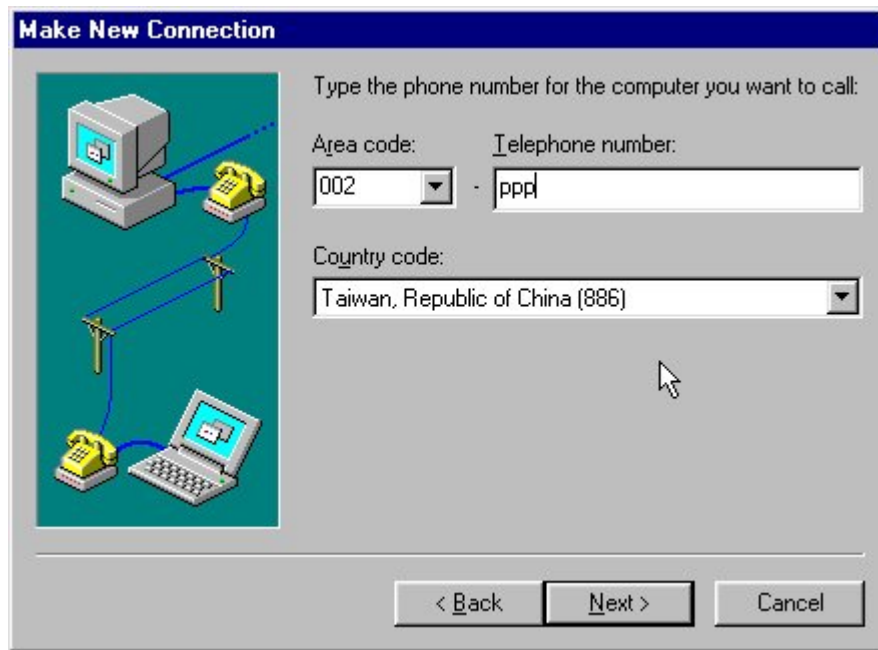 Make New Connection
Type the phone number for the computer you want to call:
Area code: Telephone number:
002 - ppp
Country code:
Taiwan, Republic of China (886)
< Back Next > Cancel